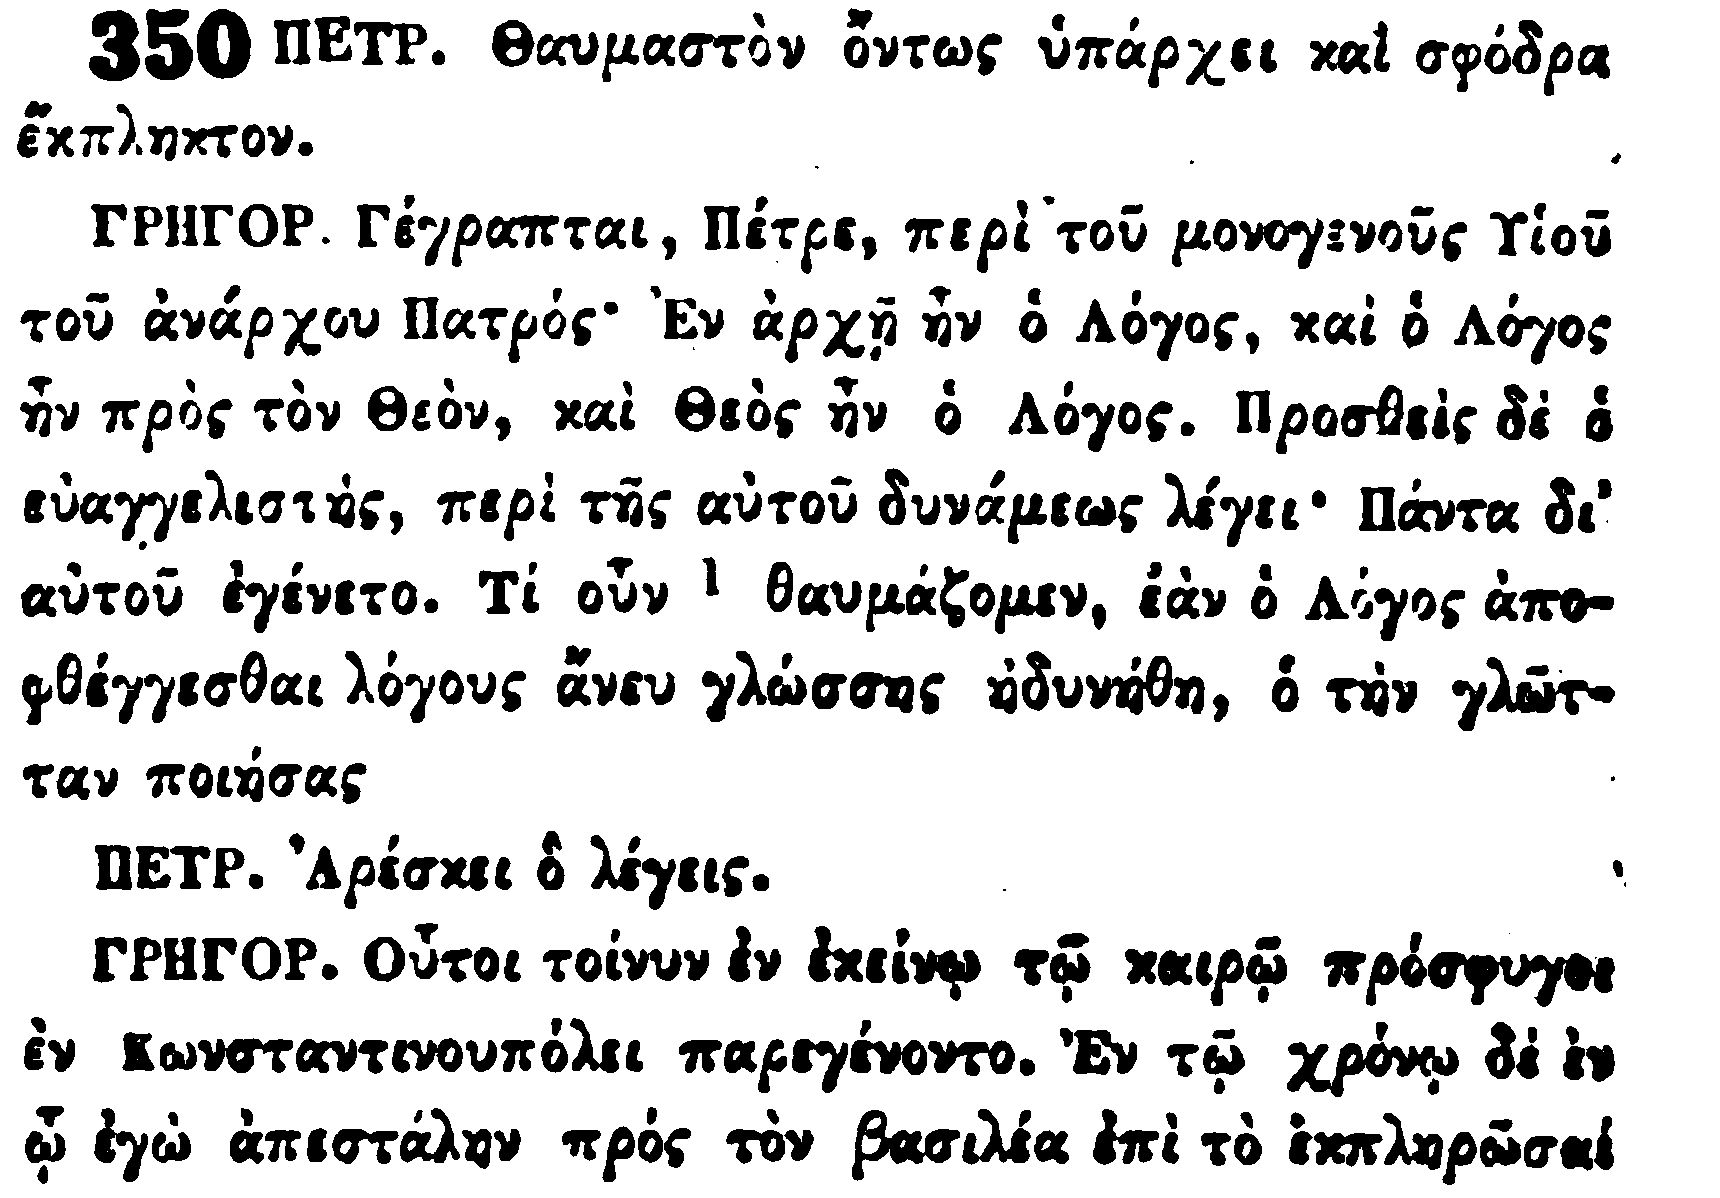 350 ΠΕΤΡ. Θαυμαστὸν ὄντως ὑπάρχει καὶ σφόδρα
ἔκπληκτον.
ΓΡΗΓΟΡ. Γέγραπται, Πέτρε, περὶ τοῦ μονογενοῦς Υἱοῦ
τοῦ ἀνάρχου Πατρός· Ἐν ἀρχῇ ἦν ὁ Λόγος, καὶ ὁ Λόγος
ἦν πρὸς τὸν Θεὸν, καὶ Θεὸς ἦν ὁ Λόγος. Προσθεὶς δὲ ὁ
εὐαγγελιστὴς, περὶ τῆς αὐτοῦ δυνάμεως λέγει· Πάντα δι᾽
αὐτοῦ ἐγένετο. Τί οὖν ¹ θαυμάζομεν, ἐὰν ὁ Λόγος ἀπο-
φθέγγεσθαι λόγους ἄνευ γλώσσης ἠδυνήθη, ὁ τὴν γλῶτ-
ταν ποιήσας
ΠΕΤΡ. Ἀρέσκει ὃ λέγεις.
ΓΡΗΓΟΡ. Οὗτοι τοίνυν ἐν ἐκείνῳ τῷ καιρῷ πρόσφυγοι
ἐν Κωνσταντινουπόλει παρεγένοντο. Ἐν τῷ χρόνῳ δὲ ἐν
ᾧ ἐγὼ ἀπεστάλην πρὸς τὸν βασιλέα ἐπὶ τὸ ἐκπληρῶσαί